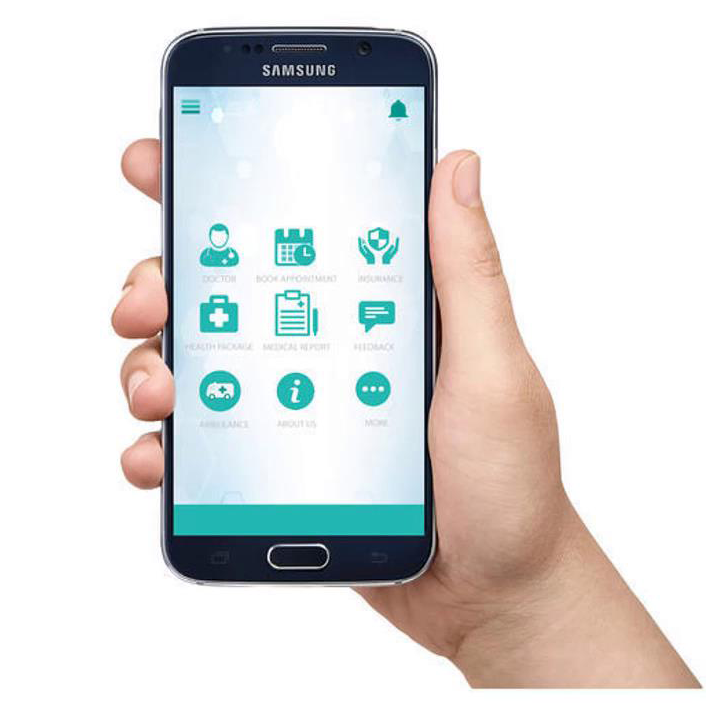 SAMSUNG
DOCTOR BOOK APPOINTMENT INSURANCE
HEALTH PACKAGE MEDICAL REPORT FEEDBACK
AMBULANCE ABOUT US MORE